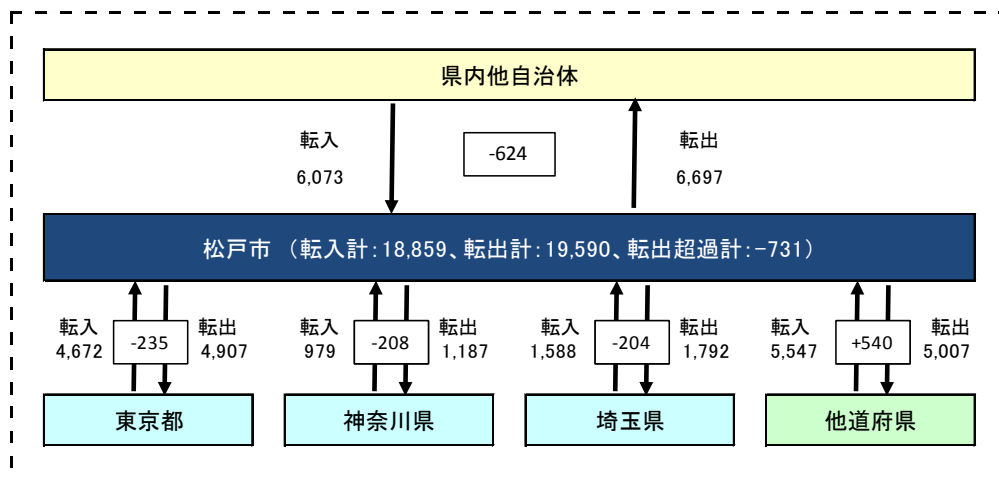 県内他自治体
転入
6,073
-624
転出
6,697
松戸市 （転入計：18,859、転出計：19,590、転出超過計：-731）
転入
4,672
-235
転出
4,907
転入
979
-208
転出
1,187
転入
1,588
-204
転出
1,792
転入
5,547
+540
転出
5,007
東京都
神奈川県
埼玉県
他道府県